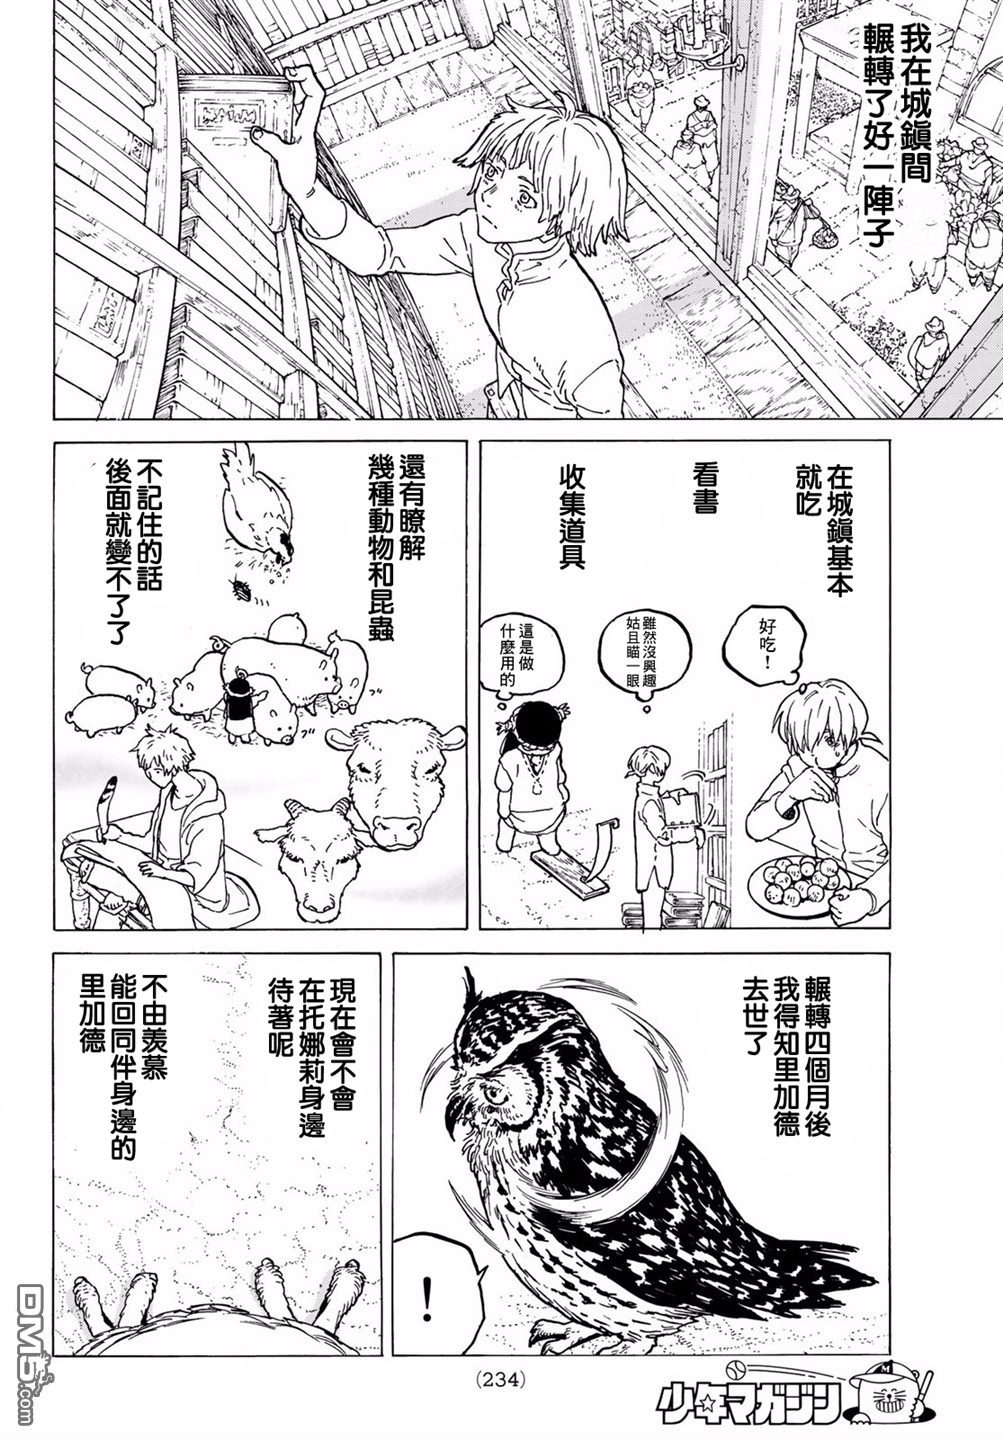 我在城鎮間
輾轉了好一陣子
在城鎮基本
就吃
看書
收集道具
好吃！
雖然沒興趣
姑且瞄一眼
這是做
什麼用的
還有瞭解
幾種動物和昆蟲
不記住的話
後面就變不了了
輾轉四個月後
我得知里加德
去世了
！
現在會不會
在托娜莉身邊
待著呢
不由羨慕
能回同伴身邊的
里加德
(234)
少年マガジン
DM5